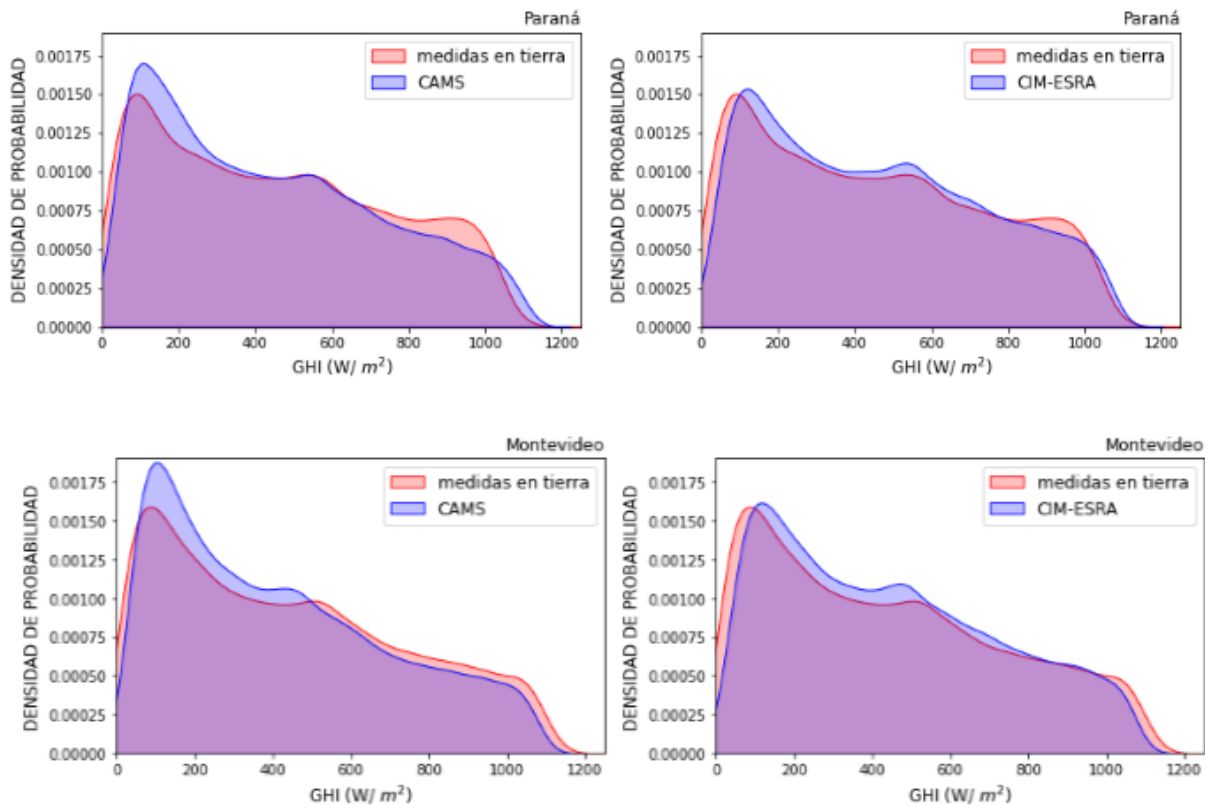 Paraná
medidas en tierra
CAMS
DENSIDAD DE PROBABILIDAD
0.00175
0.00150
0.00125
0.00100
0.00075
0.00050
0.00025
0.00000
0 200 400 600 800 1000 1200
GHI (W/ m²)
Paraná
medidas en tierra
CIM-ESRA
DENSIDAD DE PROBABILIDAD
0.00175
0.00150
0.00125
0.00100
0.00075
0.00050
0.00025
0.00000
0 200 400 600 800 1000 1200
GHI (W/ m²)
Montevideo
medidas en tierra
CAMS
DENSIDAD DE PROBABILIDAD
0.00175
0.00150
0.00125
0.00100
0.00075
0.00050
0.00025
0.00000
0 200 400 600 800 1000 1200
GHI (W/ m²)
Montevideo
medidas en tierra
CIM-ESRA
DENSIDAD DE PROBABILIDAD
0.00175
0.00150
0.00125
0.00100
0.00075
0.00050
0.00025
0.00000
0 200 400 600 800 1000 1200
GHI (W/ m²)